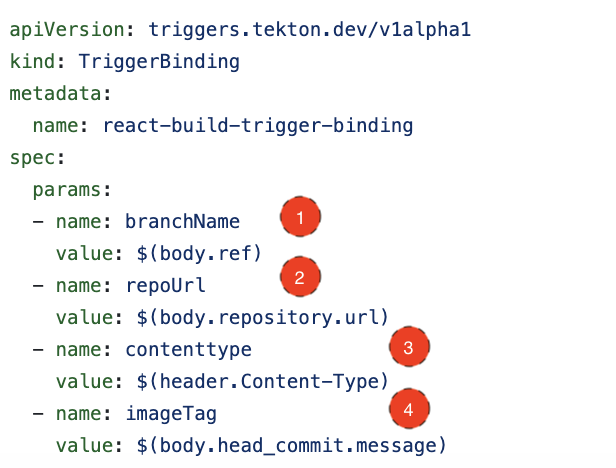 apiVersion: triggers.tekton.dev/v1alpha1
kind: TriggerBinding
metadata:
  name: react-build-trigger-binding
spec:
  params:
  - name: branchName 1
    value: $(body.ref)
  - name: repoUrl 2
    value: $(body.repository.url)
  - name: contenttype 3
    value: $(header.Content-Type)
  - name: imageTag 4
    value: $(body.head_commit.message)